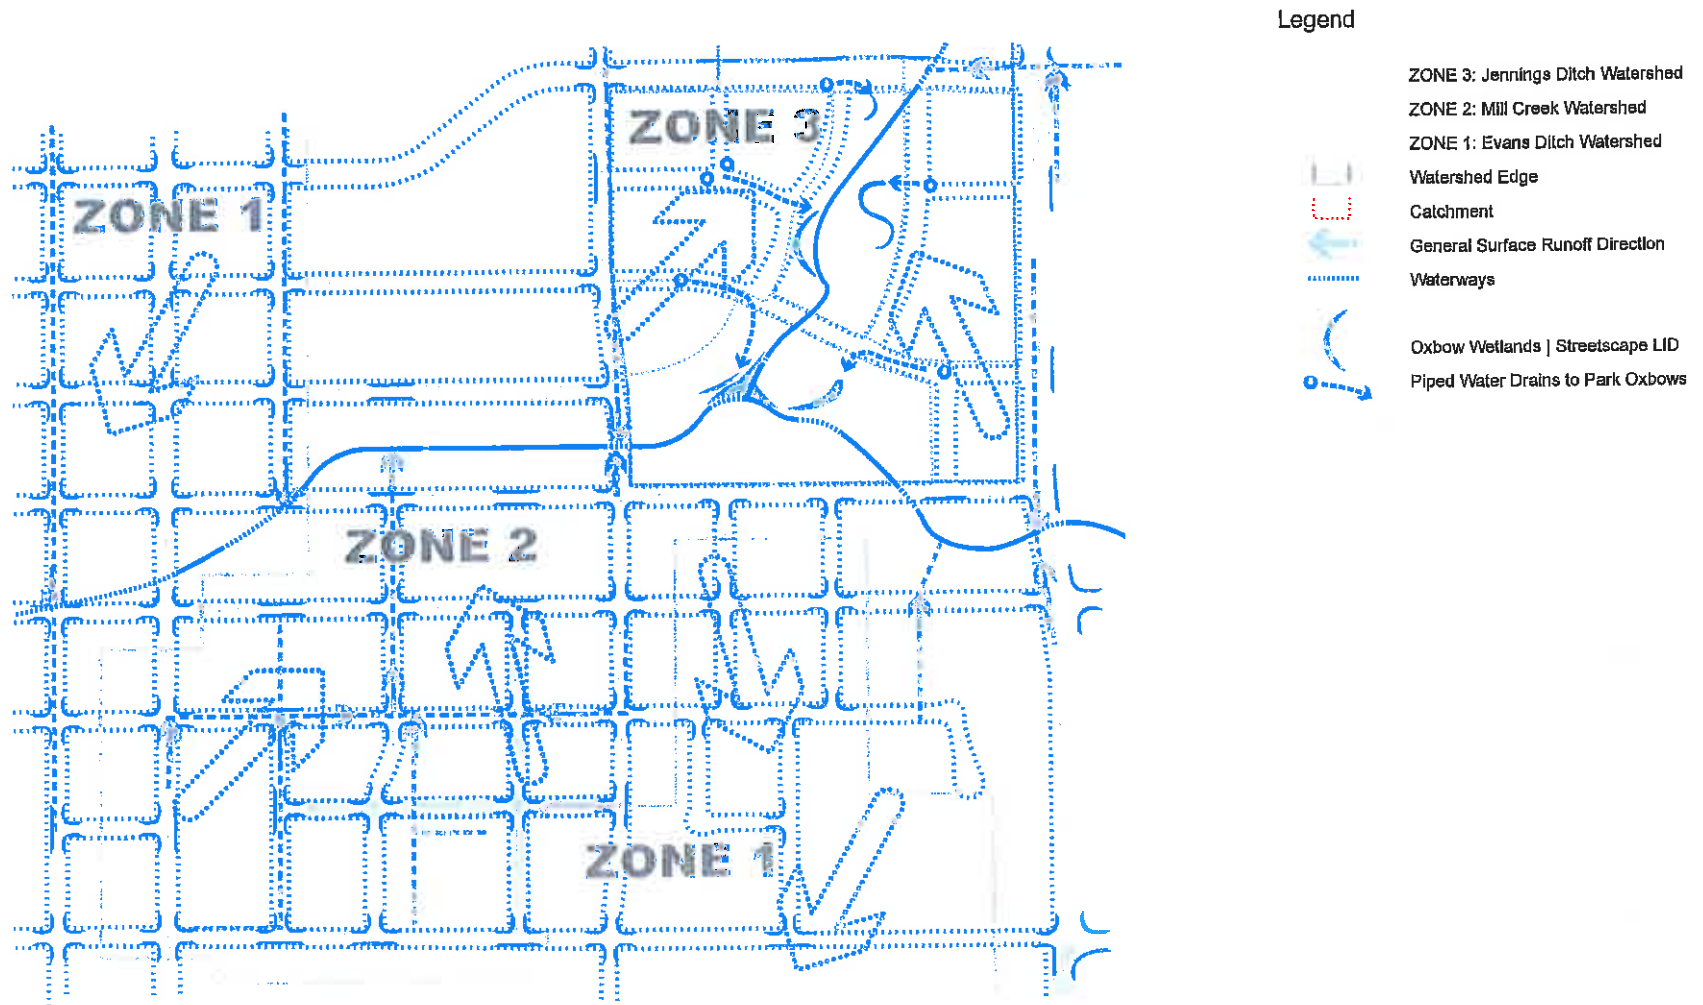 Legend
ZONE 3: Jennings Ditch Watershed
ZONE 2: Mill Creek Watershed
ZONE 1: Evans Ditch Watershed
Watershed Edge
Catchment
General Surface Runoff Direction
Waterways
Oxbow Wetlands | Streetscape LID
Piped Water Drains to Park Oxbows
ZONE 3
ZONE 1
ZONE 2
ZONE 1